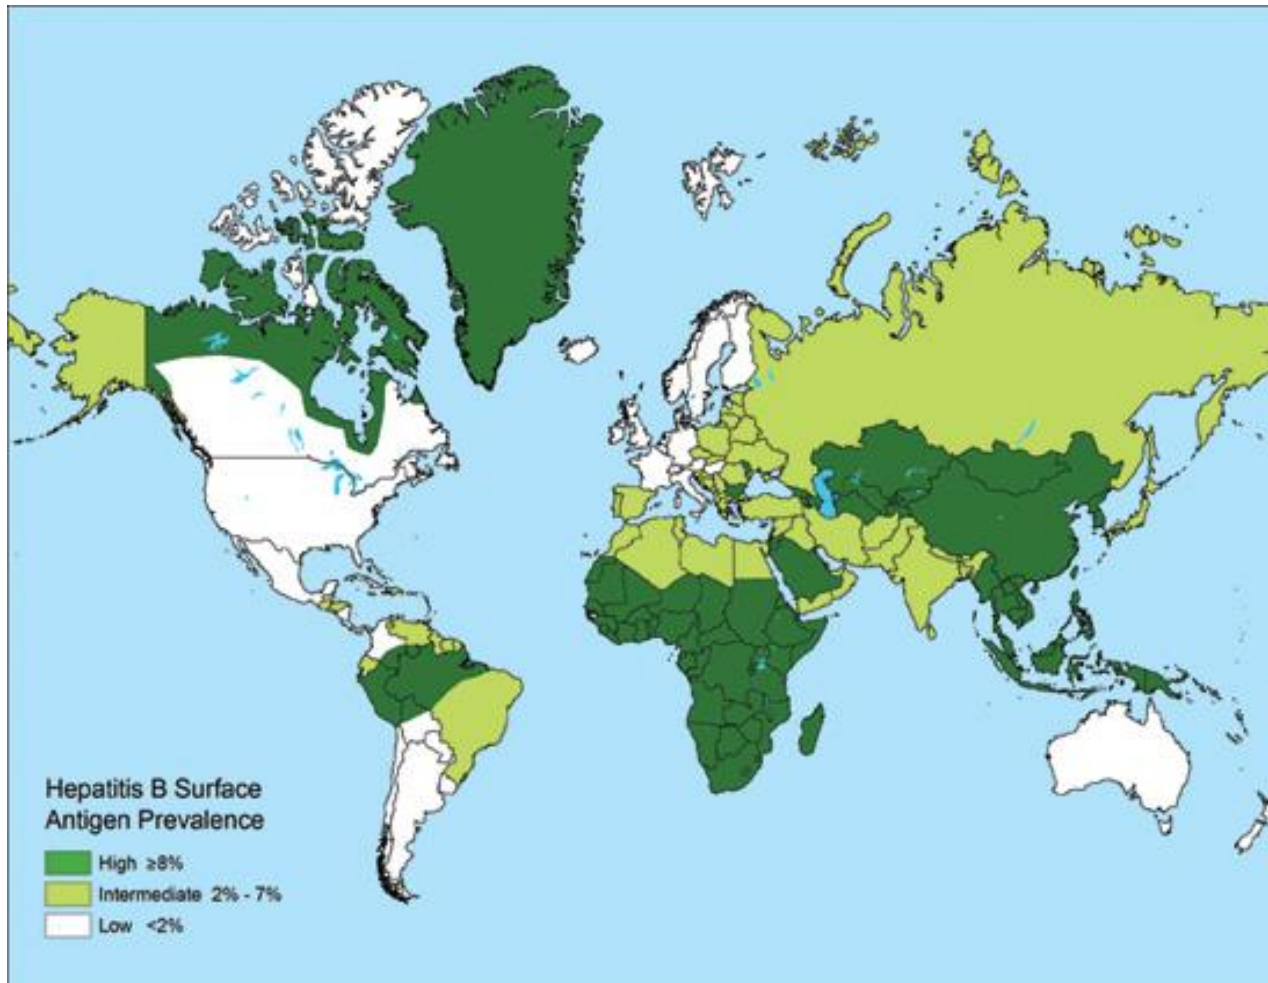 Hepatitis B Surface
Antigen Prevalence
High ≥8%
Intermediate 2% - 7%
Low <2%